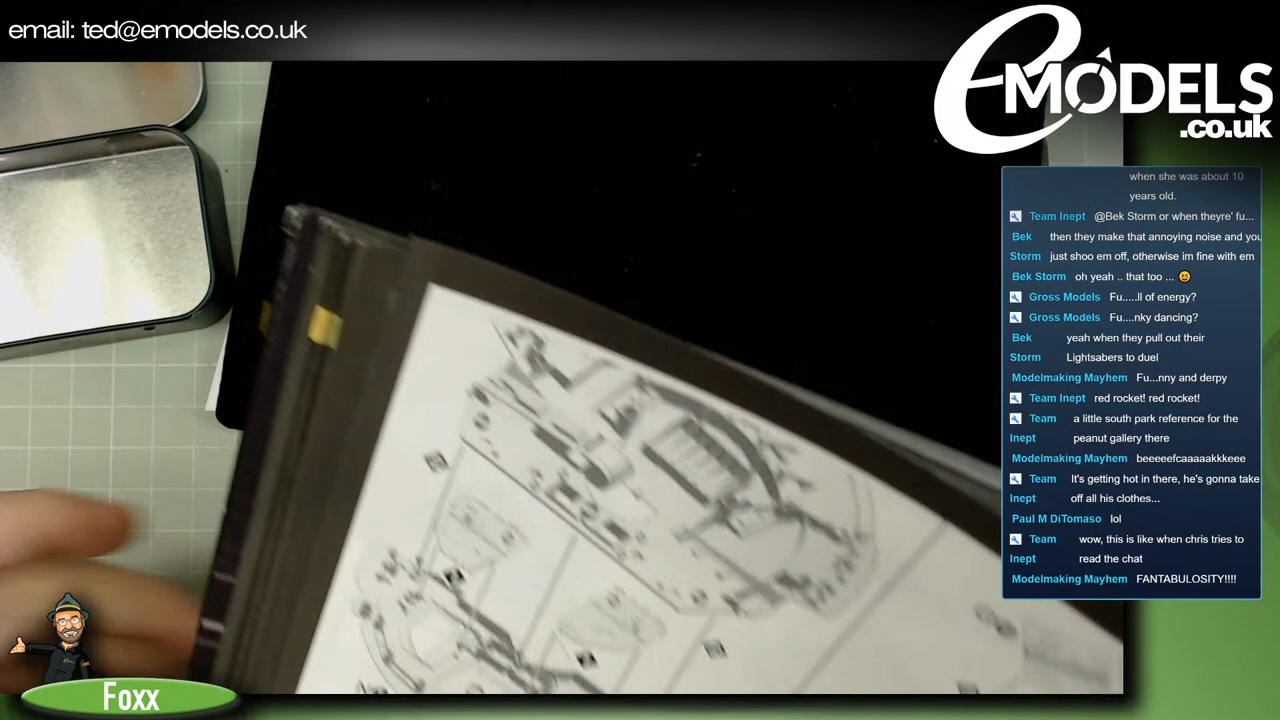 email: ted@emodels.co.uk
eMODELS
.co.uk
when she was about 10
years old.
Team Inept @Bek Storm or when theyre' fu...
Bek then they make that annoying noise and you
Storm just shoo em off, otherwise im fine with em
Bek Storm oh yeah .. that too ... 😆
Gross Models Fu.....ll of energy?
Gross Models Fu....nky dancing?
Bek yeah when they pull out their
Storm Lightsabers to duel
Modelmaking Mayhem Fu...nny and derpy
Team Inept red rocket! red rocket!
Team a little south park reference for the
Inept peanut gallery there
Modelmaking Mayhem beeeeefcaaaaakkkeee
Team It's getting hot in there, he's gonna take
Inept off all his clothes...
Paul M DiTomaso lol
Team wow, this is like when chris tries to
Inept read the chat
Modelmaking Mayhem FANTABULOSITY!!!!
Foxx